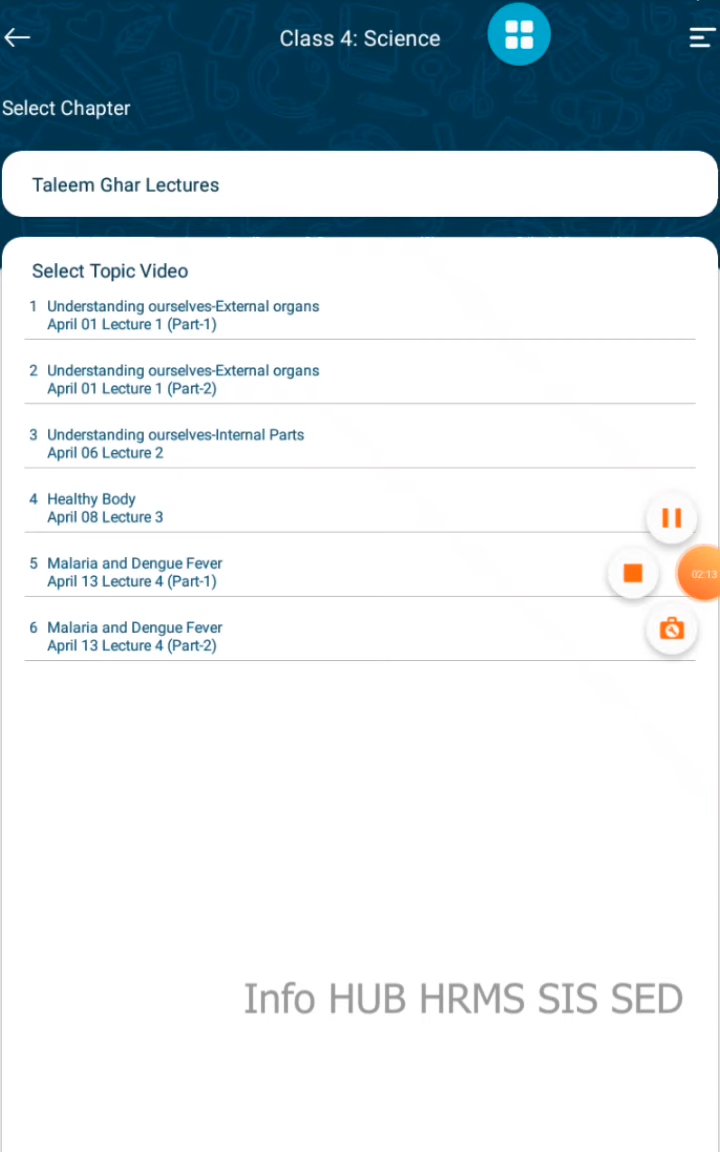 Class 4: Science
Select Chapter
Taleem Ghar Lectures
Select Topic Video
1 Understanding ourselves-External organs
April 01 Lecture 1 (Part-1)
2 Understanding ourselves-External organs
April 01 Lecture 1 (Part-2)
3 Understanding ourselves-Internal Parts
April 06 Lecture 2
4 Healthy Body
April 08 Lecture 3
5 Malaria and Dengue Fever
April 13 Lecture 4 (Part-1)
02:13
6 Malaria and Dengue Fever
April 13 Lecture 4 (Part-2)
Info HUB HRMS SIS SED